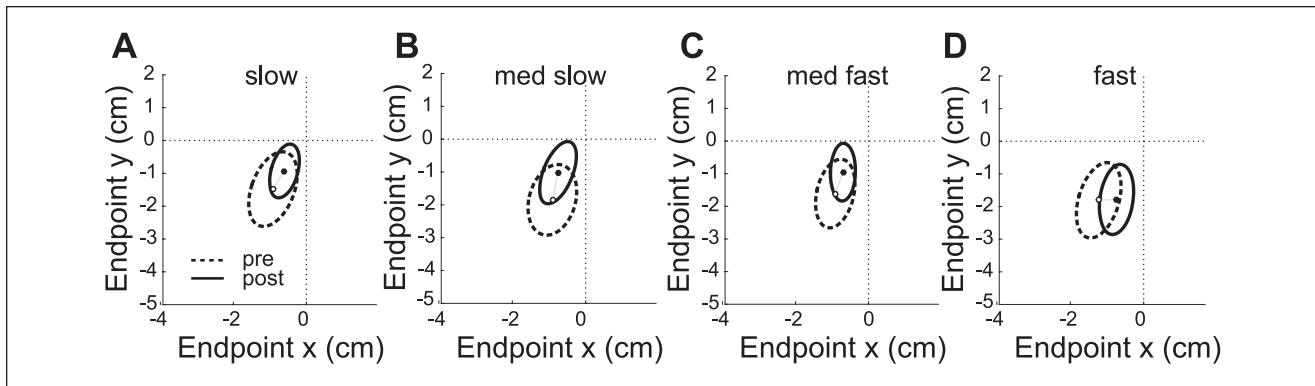 A B C D
slow med slow med fast fast
2 2 2 2
1 1 1 1
0 0 0 0
-1 -1 -1 -1
-2 -2 -2 -2
-3 -3 -3 -3
-4 -4 -4 -4
-5 -5 -5 -5
Endpoint y (cm) Endpoint y (cm) Endpoint y (cm) Endpoint y (cm)
pre
post
-4 -2 0 -4 -2 0 -4 -2 0 -4 -2 0
Endpoint x (cm) Endpoint x (cm) Endpoint x (cm) Endpoint x (cm)